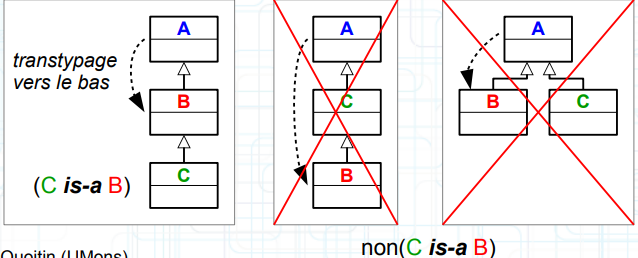 A
transtypage
vers le bas
B
C
(C is-a B)
A
C
B
A
B
C
non(C is-a B)
Quoitin (UMons)